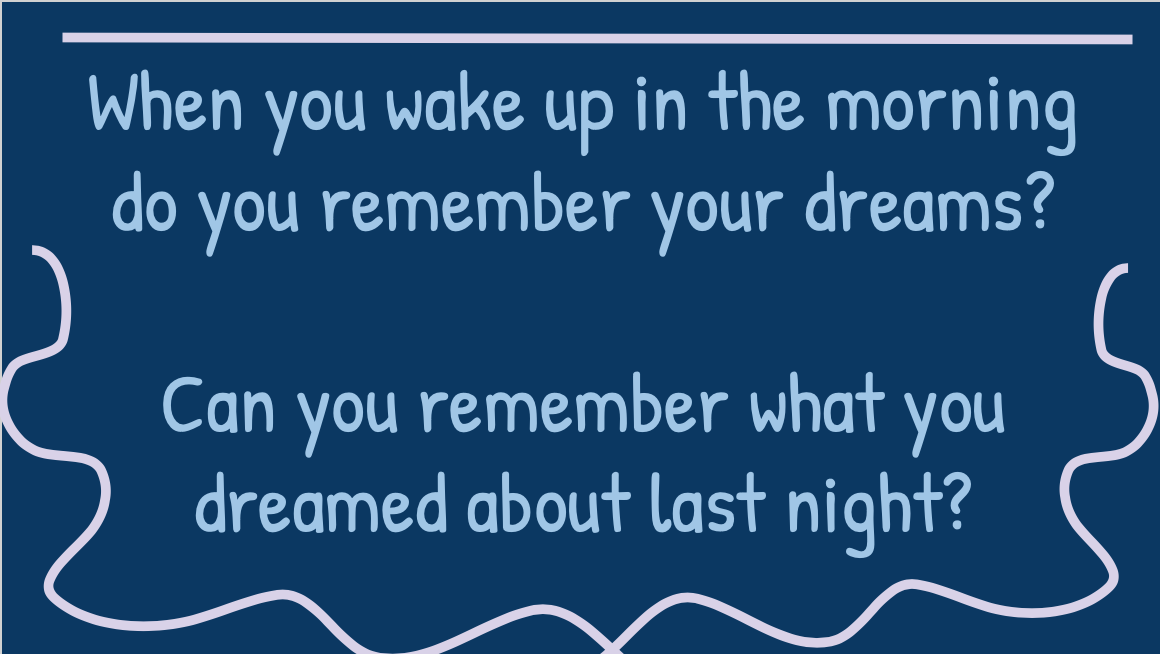 When you wake up in the morning
do you remember your dreams?
Can you remember what you
dreamed about last night?